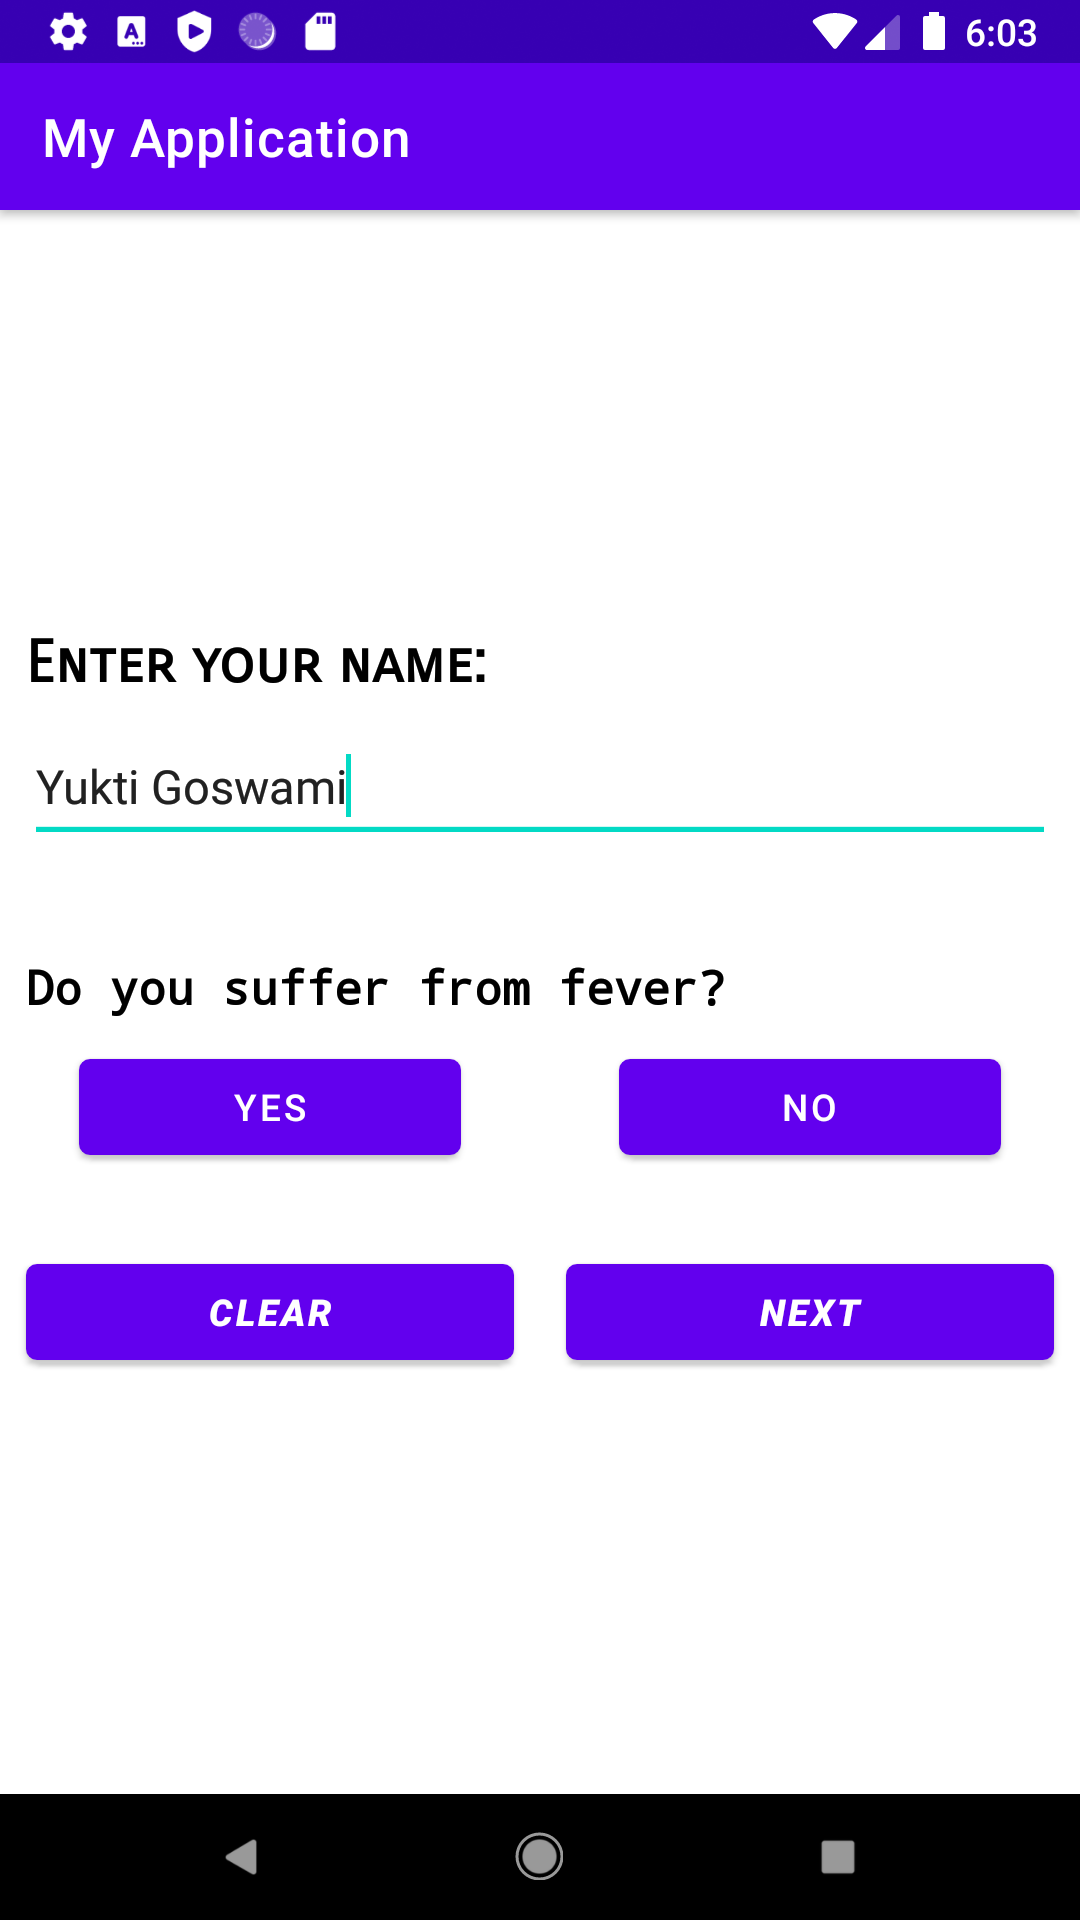 6:03
My Application
Enter your name:
Yukti Goswami
Do you suffer from fever?
YES NO
CLEAR NEXT